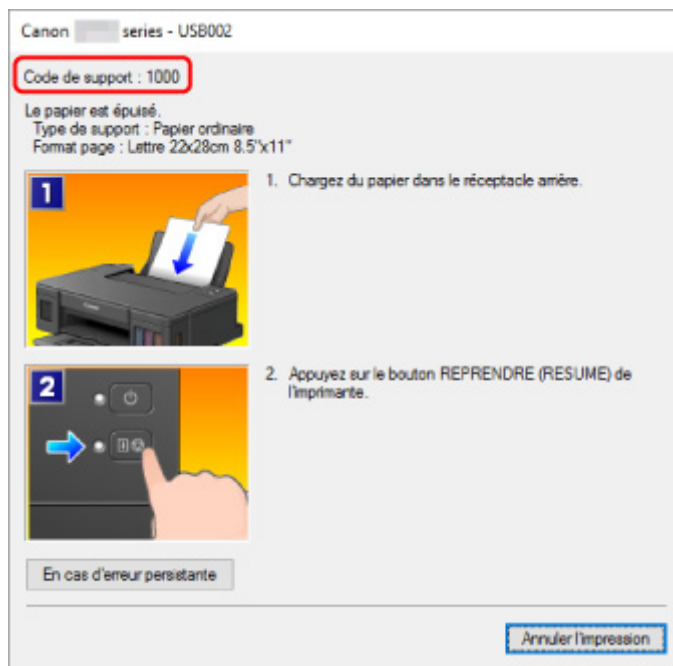 Canon series - USB002
Code de support : 1000
Le papier est épuisé.
Type de support : Papier ordinaire
Format page : Lettre 22x28cm 8.5"x11"
1
1. Chargez du papier dans le réceptacle arrière.
2
2. Appuyez sur le bouton REPRENDRE (RESUME) de
l'imprimante.
En cas d'erreur persistante
Annuler l'impression